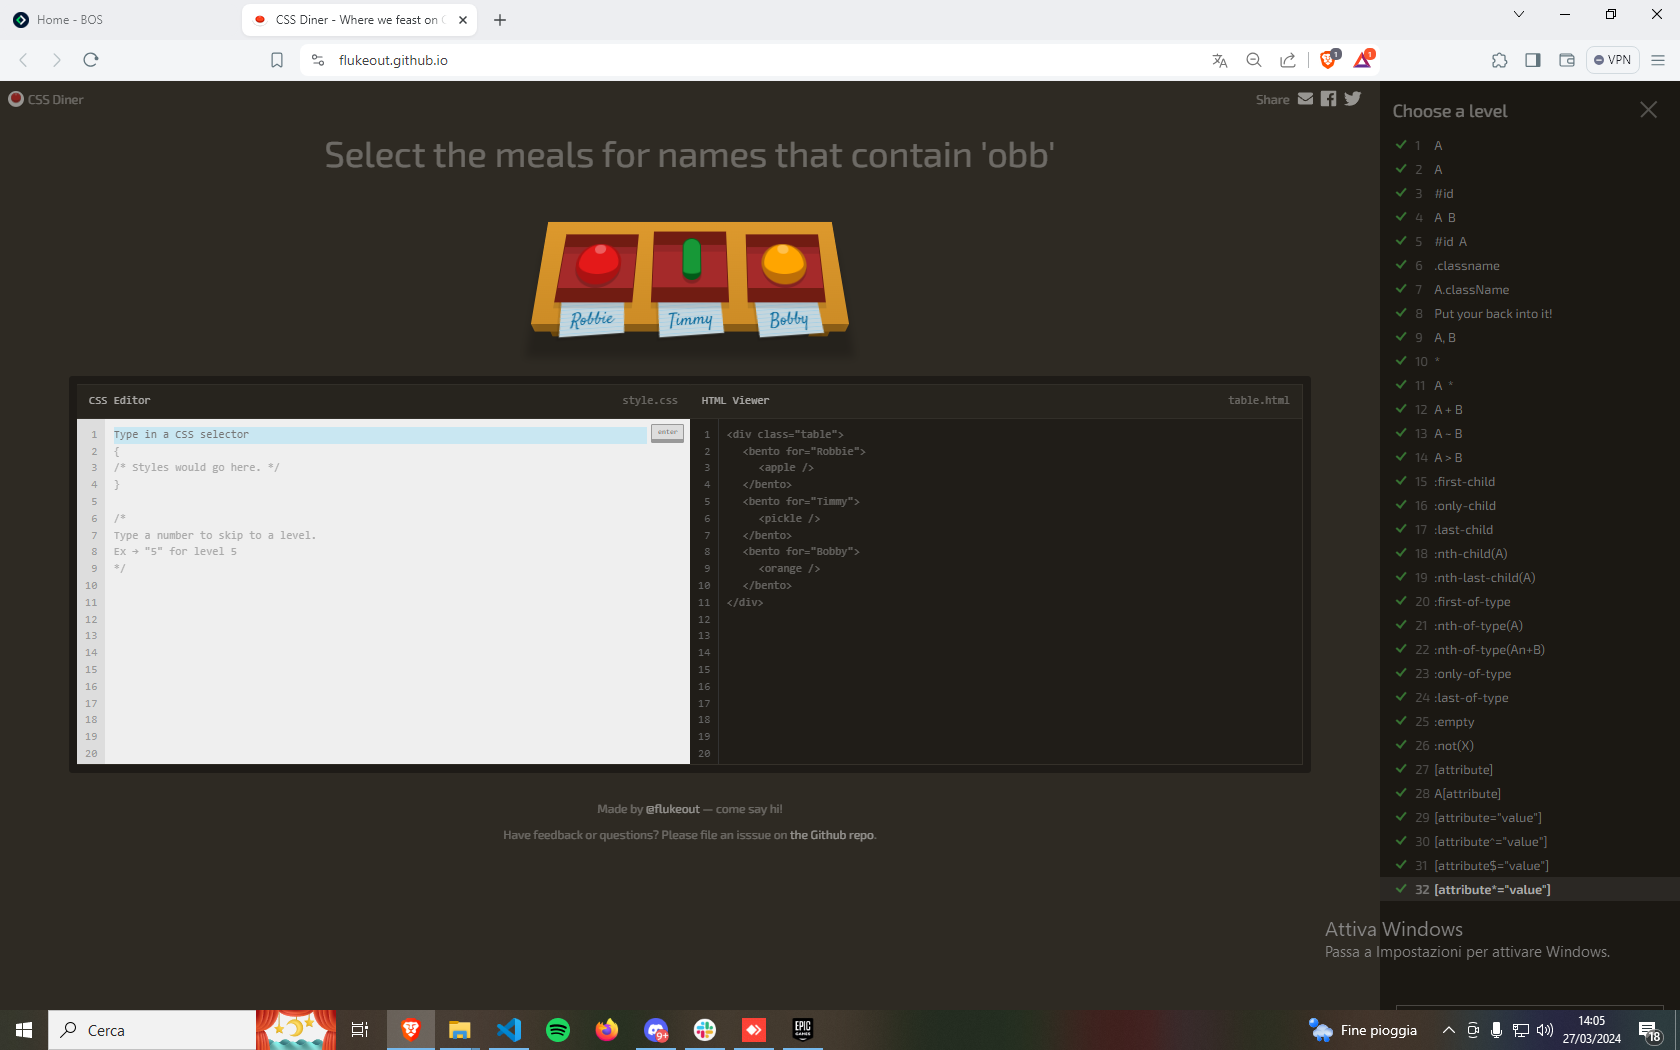 Home - BOS
CSS Diner - Where we feast on
flukeout.github.io
1
1
VPN
CSS Diner
Share
Select the meals for names that contain 'obb'
Robbie
Timmy
Bobby
CSS Editor
style.css
1 Type in a CSS selector
enter
2 {
3 /* Styles would go here. */
4 }
5
6 /*
7 Type a number to skip to a level.
8 Ex → "5" for level 5
9 */
10
11
12
13
14
15
16
17
18
19
20
HTML Viewer
table.html
1 <div class="table">
2 <bento for="Robbie">
3 <apple />
4 </bento>
5 <bento for="Timmy">
6 <pickle />
7 </bento>
8 <bento for="Bobby">
9 <orange />
10 </bento>
11 </div>
12
13
14
15
16
17
18
19
20
Made by @flukeout — come say hi!
Have feedback or questions? Please file an isssue on the Github repo.
Choose a level
1 A
2 A
3 #id
4 A B
5 #id A
6 .classname
7 A.className
8 Put your back into it!
9 A, B
10 *
11 A *
12 A + B
13 A ~ B
14 A > B
15 :first-child
16 :only-child
17 :last-child
18 :nth-child(A)
19 :nth-last-child(A)
20 :first-of-type
21 :nth-of-type(A)
22 :nth-of-type(An+B)
23 :only-of-type
24 :last-of-type
25 :empty
26 :not(X)
27 [attribute]
28 A[attribute]
29 [attribute="value"]
30 [attribute^="value"]
31 [attribute$="value"]
32 [attribute*="value"]
Attiva Windows
Passa a Impostazioni per attivare Windows.
Cerca
9+
EPIC
GAMES
Fine pioggia
14:05
27/03/2024
18